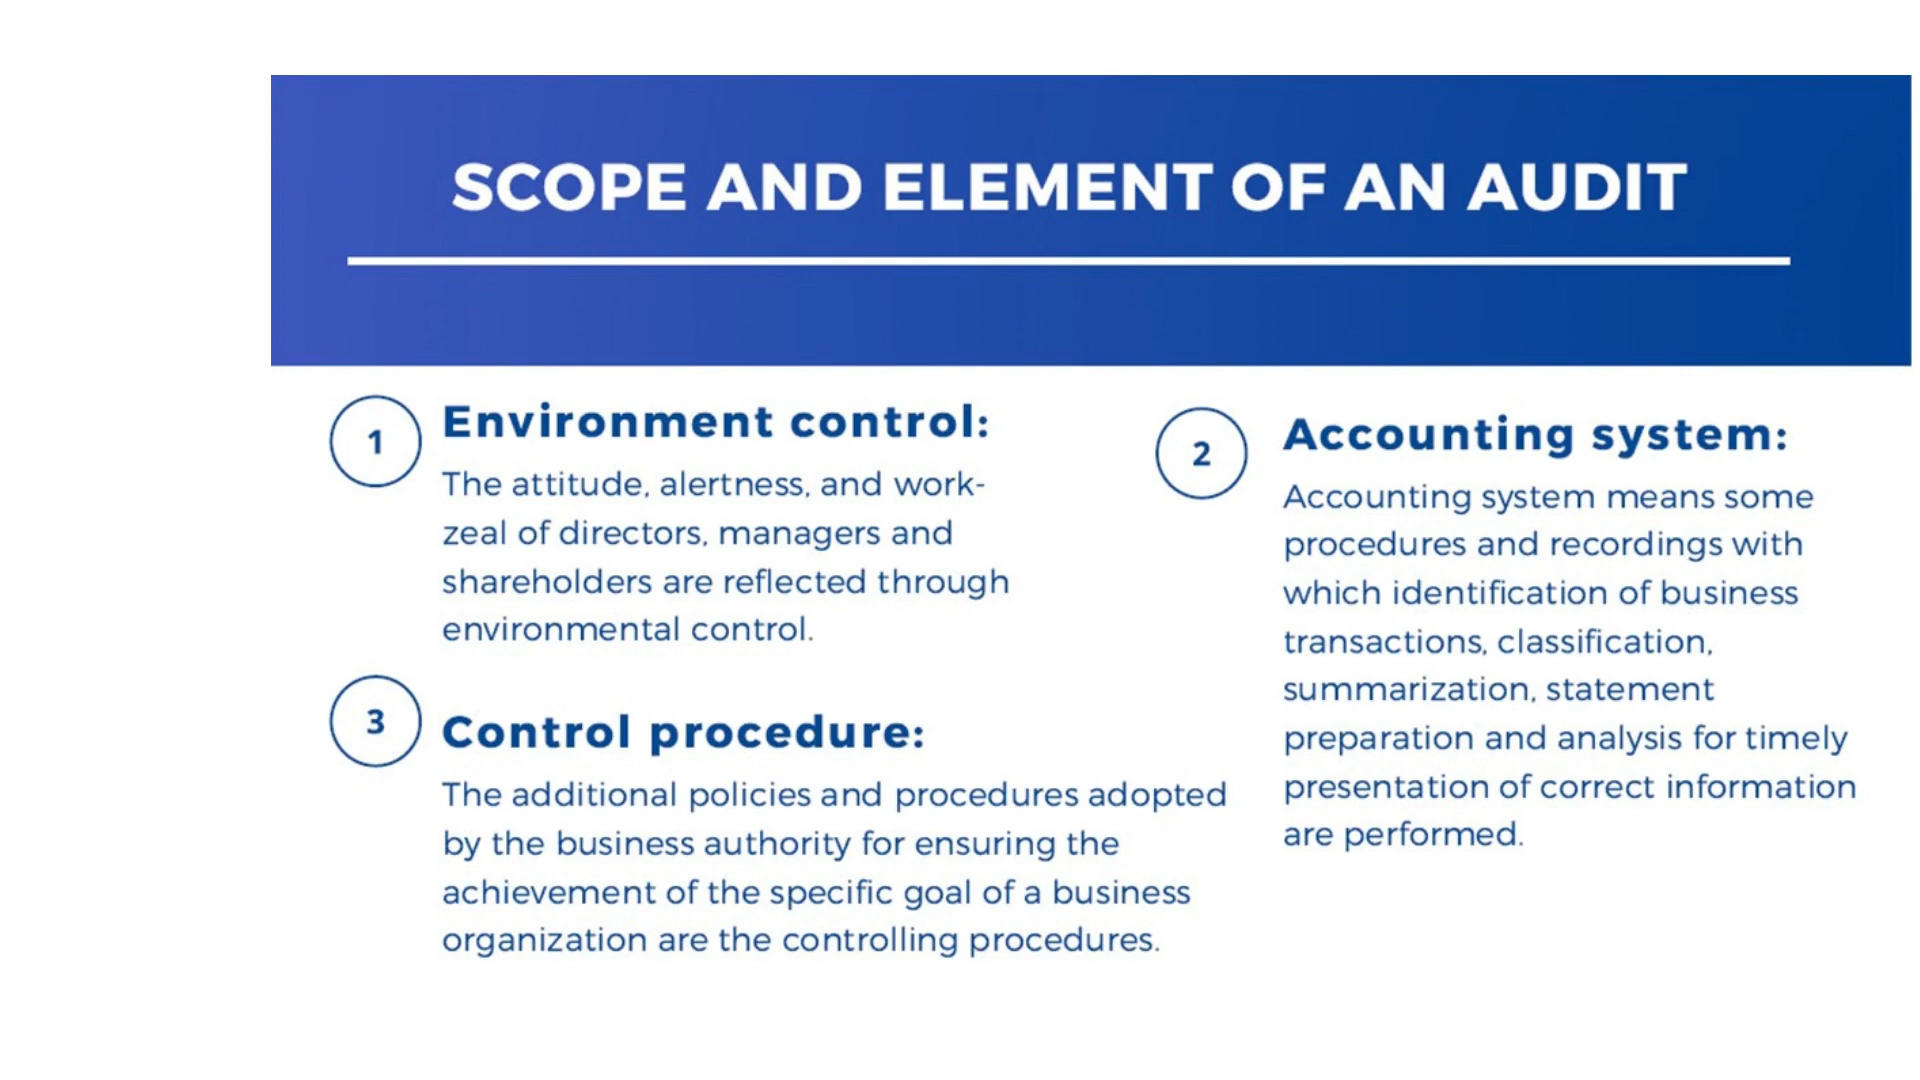 SCOPE AND ELEMENT OF AN AUDIT
1
Environment control:
The attitude, alertness, and work-
zeal of directors, managers and
shareholders are reflected through
environmental control.
2
Accounting system:
Accounting system means some
procedures and recordings with
which identification of business
transactions, classification,
summarization, statement
preparation and analysis for timely
presentation of correct information
are performed.
3
Control procedure:
The additional policies and procedures adopted
by the business authority for ensuring the
achievement of the specific goal of a business
organization are the controlling procedures.